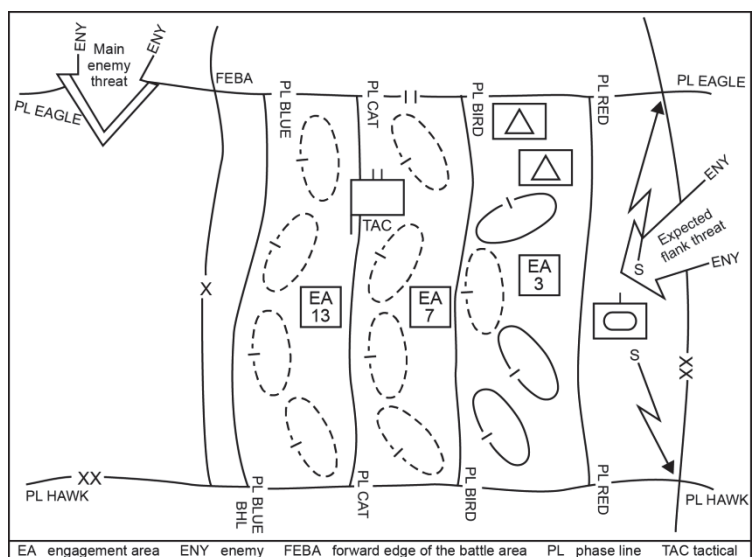 ENY
Main
enemy
threat
ENY
PL EAGLE
FEBA
PL BLUE
PL CAT
PL BIRD
PL RED
PL EAGLE
ENY
Expected
flank threat
ENY
S
TAC
X
EA
13
EA
7
EA
3
S
XX
XX
PL HAWK
PL BLUE
BHL
PL CAT
PL BIRD
PL RED
PL HAWK
EA engagement area ENY enemy FEBA forward edge of the battle area PL phase line TAC tactical